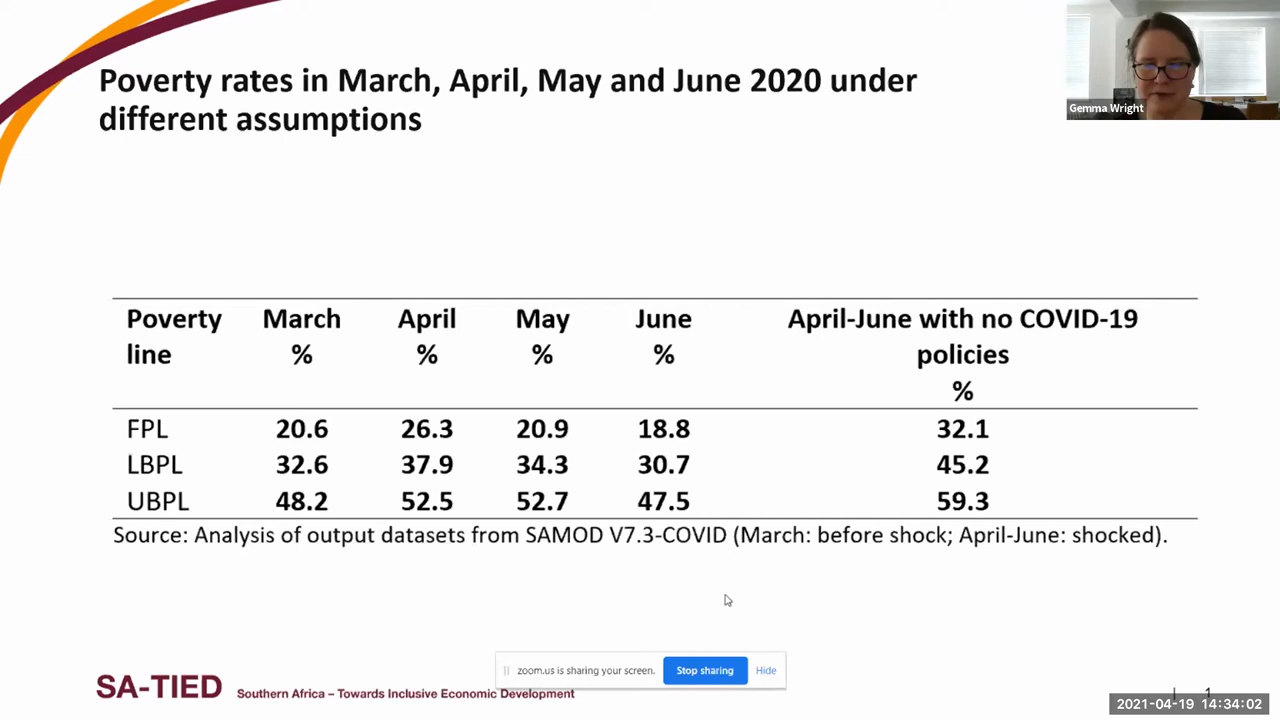 Poverty rates in March, April, May and June 2020 under
different assumptions
Gemma Wright
Poverty line March % April % May % June % April-June with no COVID-19 policies %
FPL 20.6 26.3 20.9 18.8 32.1
LBPL 32.6 37.9 34.3 30.7 45.2
UBPL 48.2 52.5 52.7 47.5 59.3
Source: Analysis of output datasets from SAMOD V7.3-COVID (March: before shock; April-June: shocked).
zoom.us is sharing your screen. Stop sharing Hide
SA-TIED Southern Africa – Towards Inclusive Economic Development
| 1
2021-04-19 14:34:02